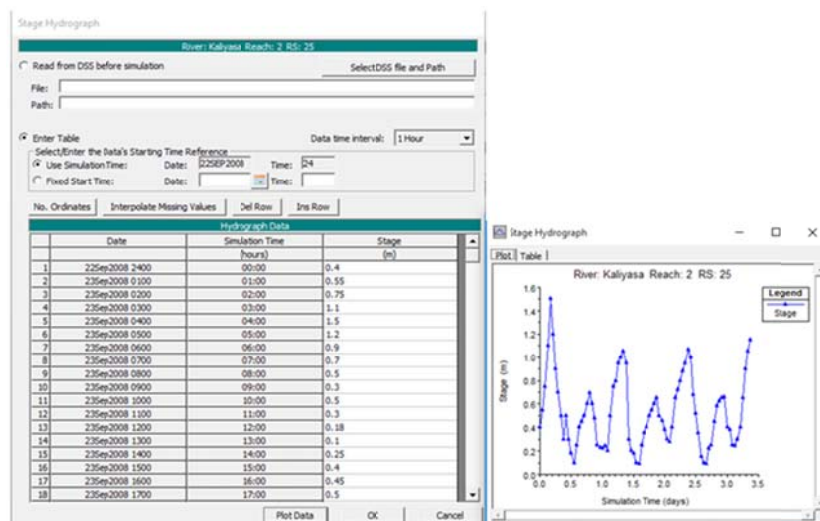 Stage Hydrograph
River: Kaliyasa Reach: 2 RS: 25
Read from DSS before simulation
SelectDSS file and Path
File:
Path:
Enter Table
Data time interval: 1 Hour
Select/Enter the Data's Starting Time Reference
Use Simulation Time: Date: 22SEP2008 Time: 24
Fixed Start Time: Date: Time:
No. Ordinates Interpolate Missing Values Del Row Ins Row
Hydrograph Data
Date Simulation Time Stage
(hours) (m)
1 22Sep2008 2400 00:00 0.4
2 23Sep2008 0100 01:00 0.55
3 23Sep2008 0200 02:00 0.75
4 23Sep2008 0300 03:00 1.1
5 23Sep2008 0400 04:00 1.5
6 23Sep2008 0500 05:00 1.2
7 23Sep2008 0600 06:00 0.9
8 23Sep2008 0700 07:00 0.7
9 23Sep2008 0800 08:00 0.5
10 23Sep2008 0900 09:00 0.3
11 23Sep2008 1000 10:00 0.5
12 23Sep2008 1100 11:00 0.3
13 23Sep2008 1200 12:00 0.18
14 23Sep2008 1300 13:00 0.1
15 23Sep2008 1400 14:00 0.25
16 23Sep2008 1500 15:00 0.4
17 23Sep2008 1600 16:00 0.45
18 23Sep2008 1700 17:00 0.5
Plot Data OK Cancel
Stage Hydrograph
Plot Table
River: Kaliyasa Reach: 2 RS: 25
Legend
Stage
Stage (m)
1.6
1.4
1.2
1.0
0.8
0.6
0.4
0.2
0.0
0.0 0.5 1.0 1.5 2.0 2.5 3.0 3.5
Simulation Time (days)